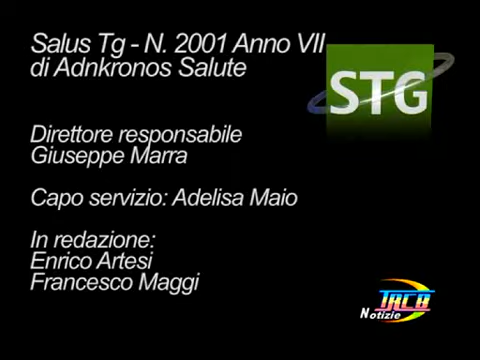 Salus Tg - N. 2001 Anno VII
di Adnkronos Salute
STG
Direttore responsabile
Giuseppe Marra
Capo servizio: Adelisa Maio
In redazione:
Enrico Artesi
Francesco Maggi
TRCB
Notizie